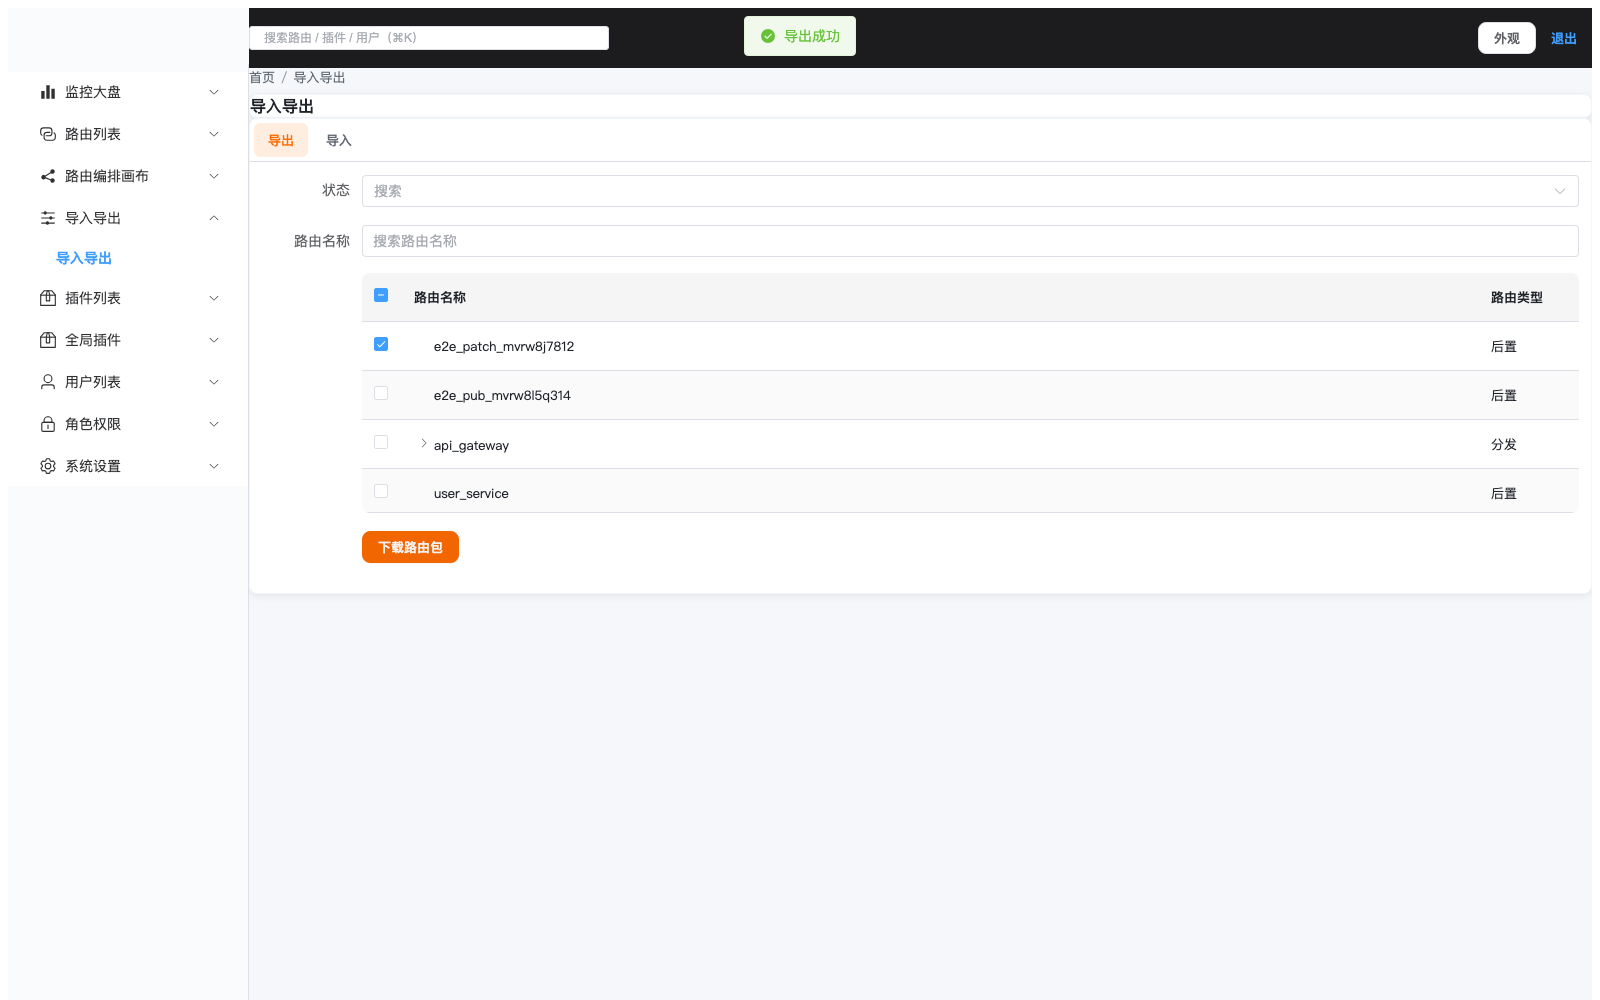 搜索路由 / 插件 / 用户（⌘K）
导出成功
外观
退出
监控大盘
路由列表
路由编排画布
导入导出
导入导出
插件列表
全局插件
用户列表
角色权限
系统设置
首页 / 导入导出
导入导出
导出
导入
状态
搜索
路由名称
搜索路由名称
路由名称 路由类型
e2e_patch_mvrw8j7812 后置
e2e_pub_mvrw8l5q314 后置
api_gateway 分发
user_service 后置
下载路由包